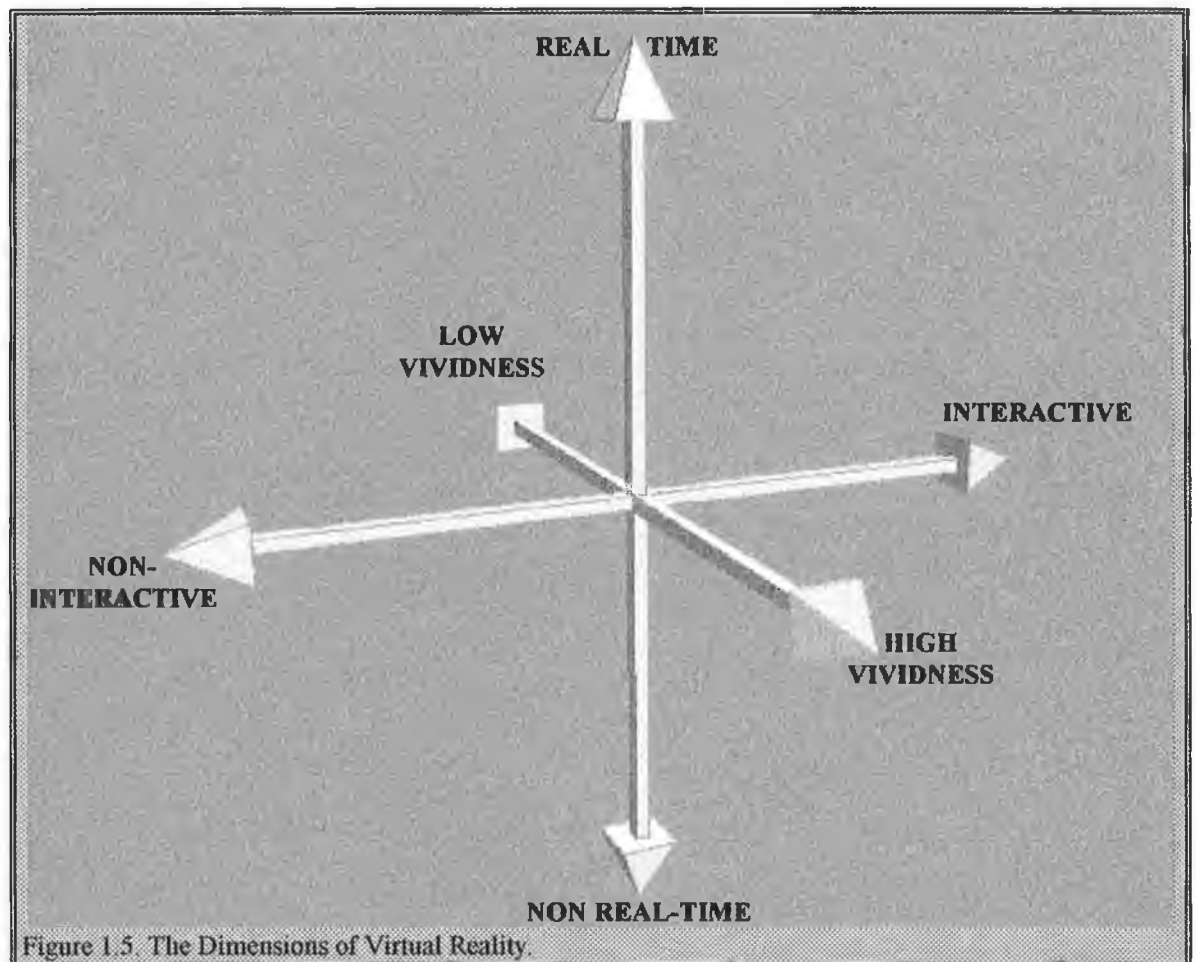 REAL TIME
LOW
VIVIDNESS
INTERACTIVE
NON-
INTERACTIVE
HIGH
VIVIDNESS
NON REAL-TIME
Figure 1.5. The Dimensions of Virtual Reality.